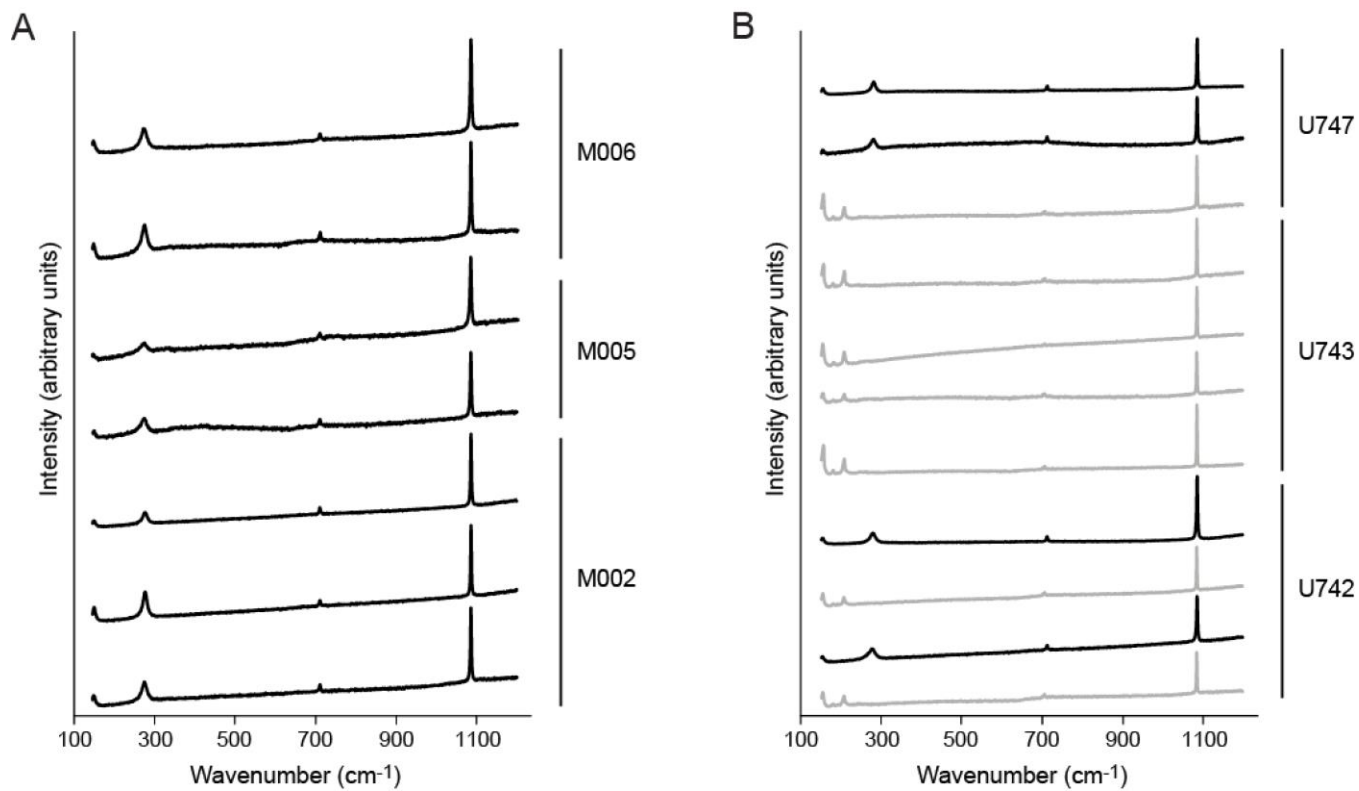 A
Intensity (arbitrary units)
M006
M005
M002
100 300 500 700 900 1100
Wavenumber (cm-1)
B
Intensity (arbitrary units)
U747
U743
U742
100 300 500 700 900 1100
Wavenumber (cm-1)